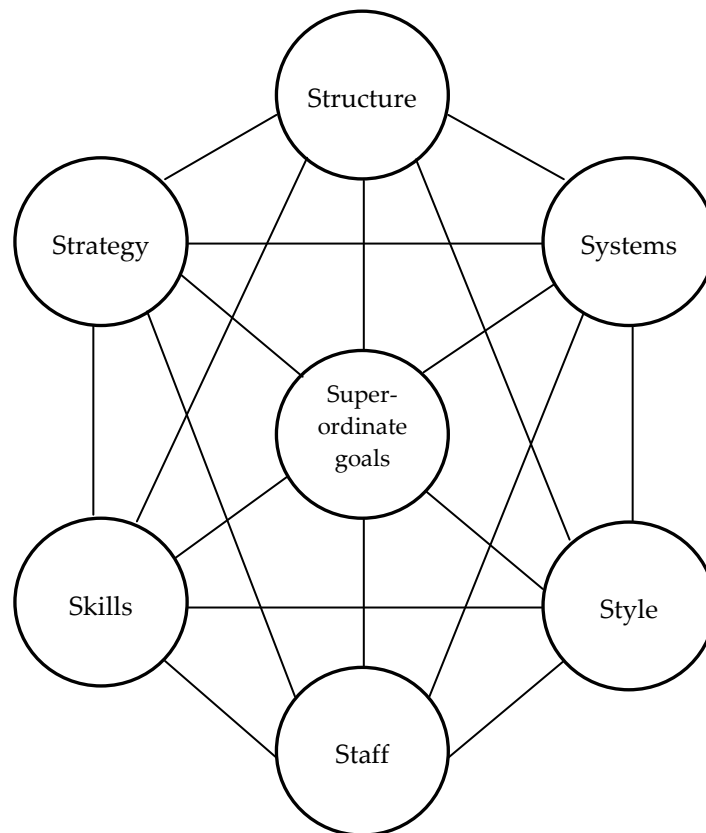 Structure
Strategy
Systems
Super-
ordinate
goals
Skills
Style
Staff